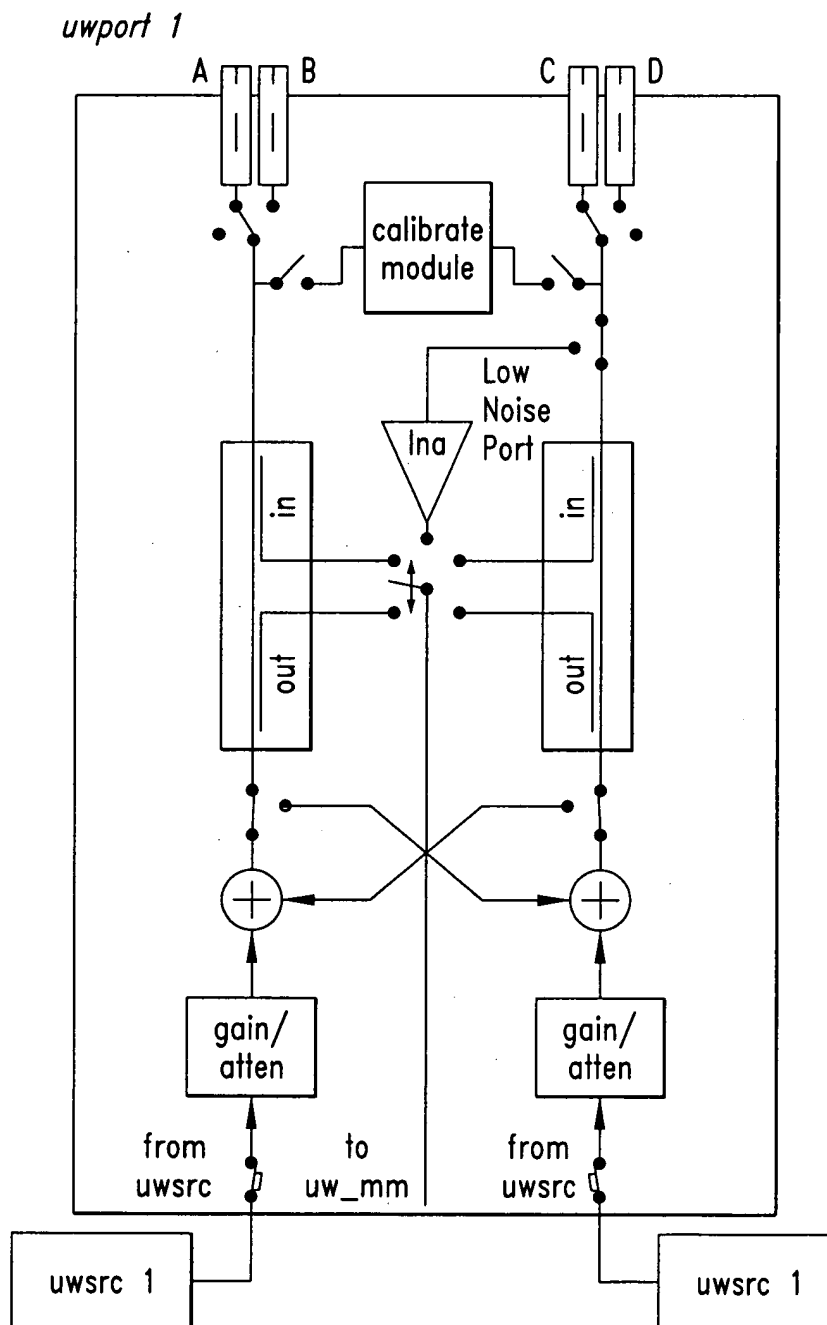 uwport 1
A B C D
calibrate
module
Low
Noise
Port
lna
in
in
out
out
gain/
atten
gain/
atten
from
uwsrc
to
uw_mm
from
uwsrc
uwsrc 1
uwsrc 1